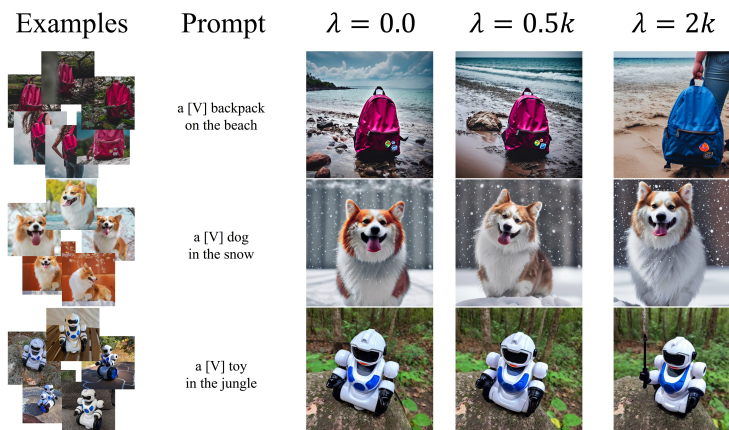 Examples Prompt λ = 0.0 λ = 0.5k λ = 2k
a [V] backpack
on the beach
a [V] dog
in the snow
a [V] toy
in the jungle